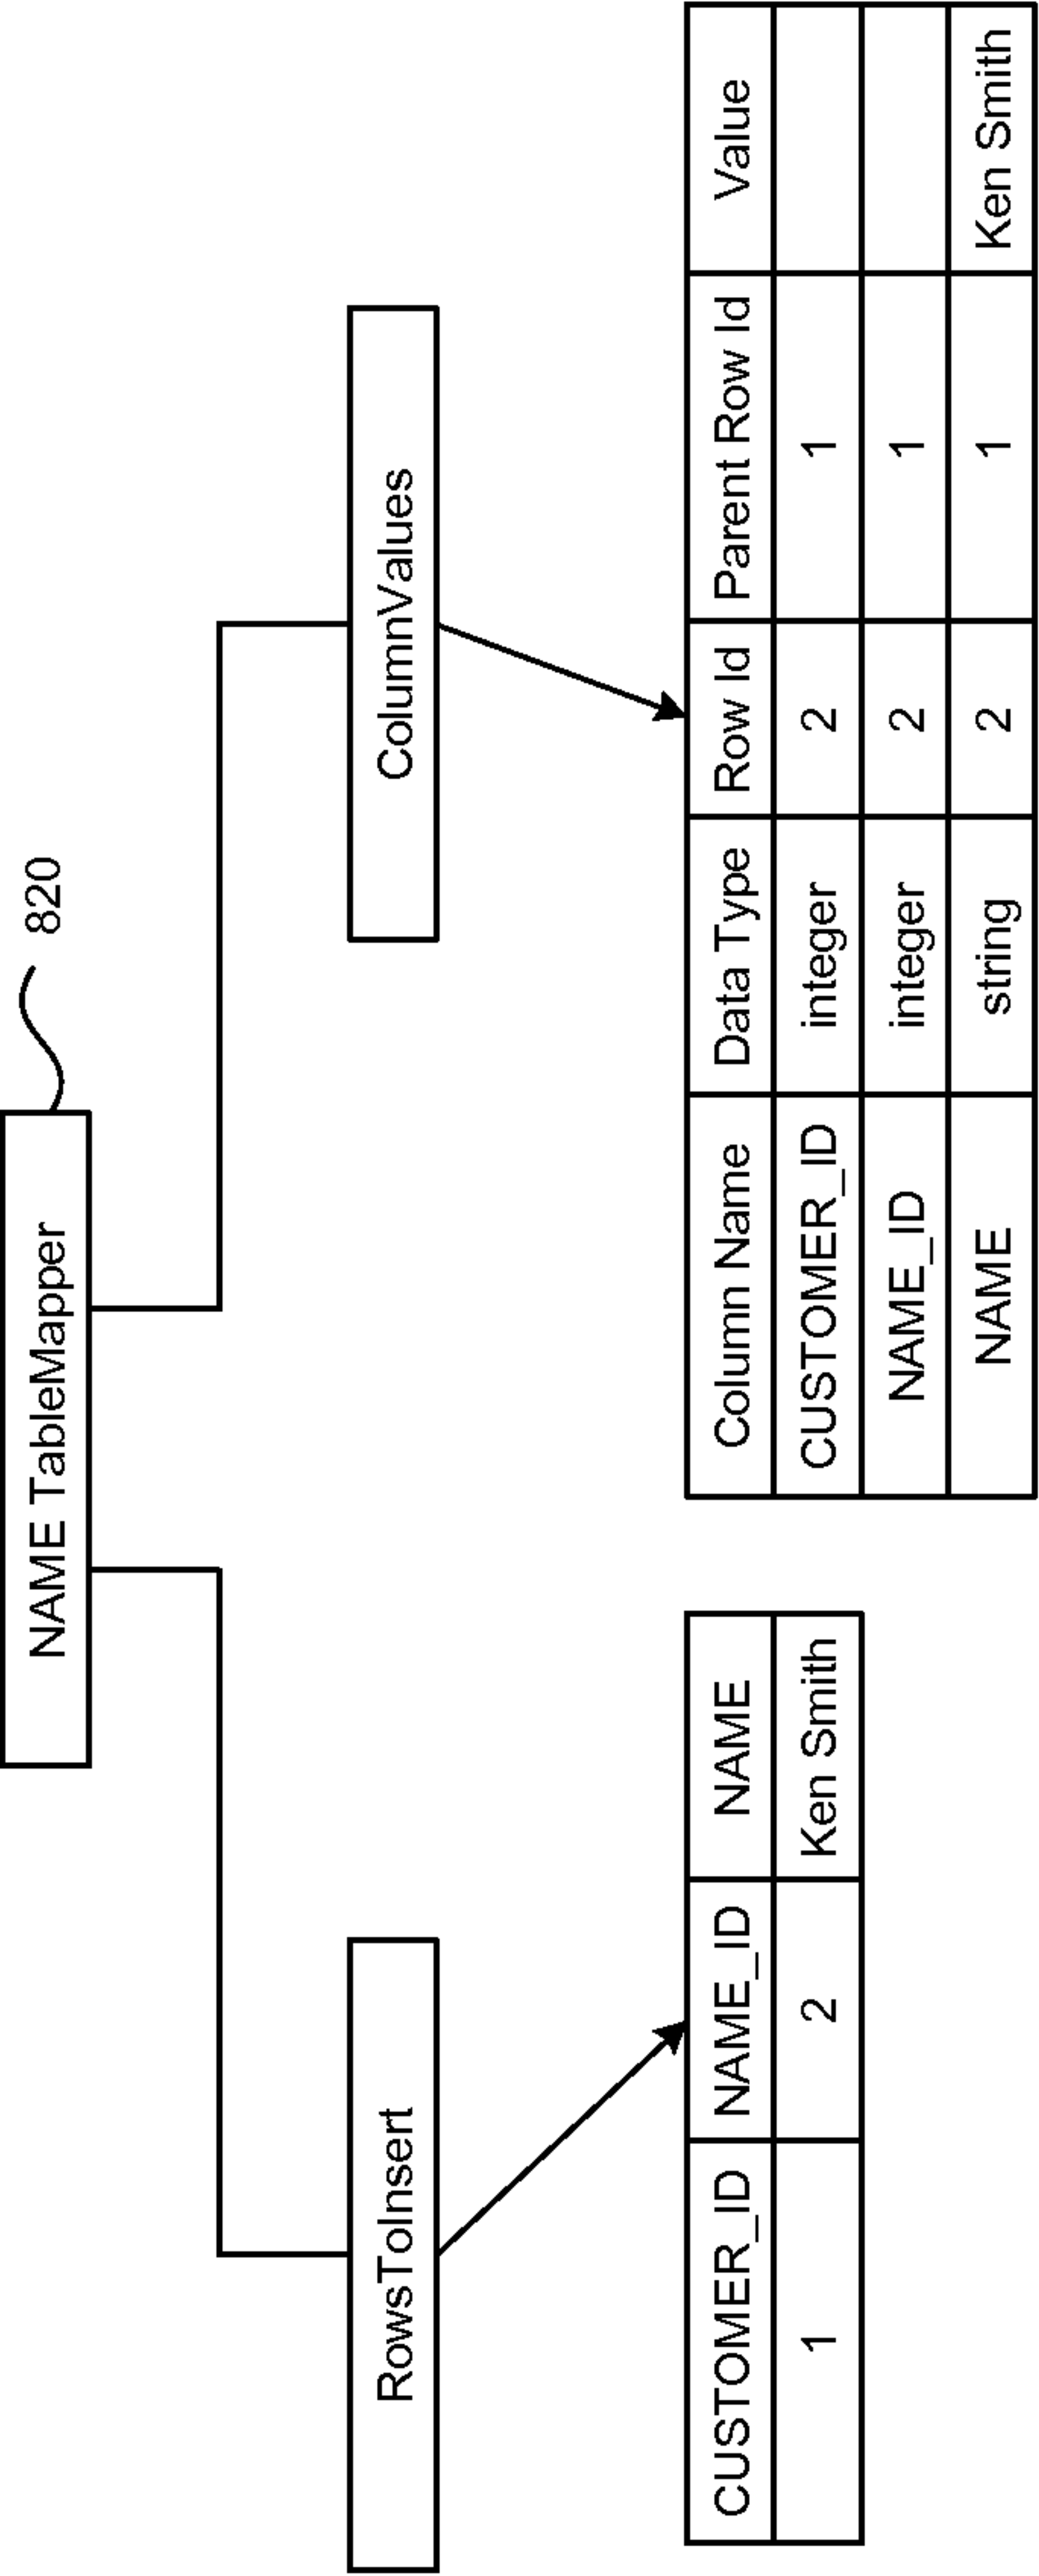 NAME TableMapper
820
RowsToInsert
ColumnValues
CUSTOMER_ID NAME_ID NAME
1 2 Ken Smith
Column Name Data Type Row Id Parent Row Id Value
CUSTOMER_ID integer 2 1
NAME_ID integer 2 1
NAME string 2 1 Ken Smith